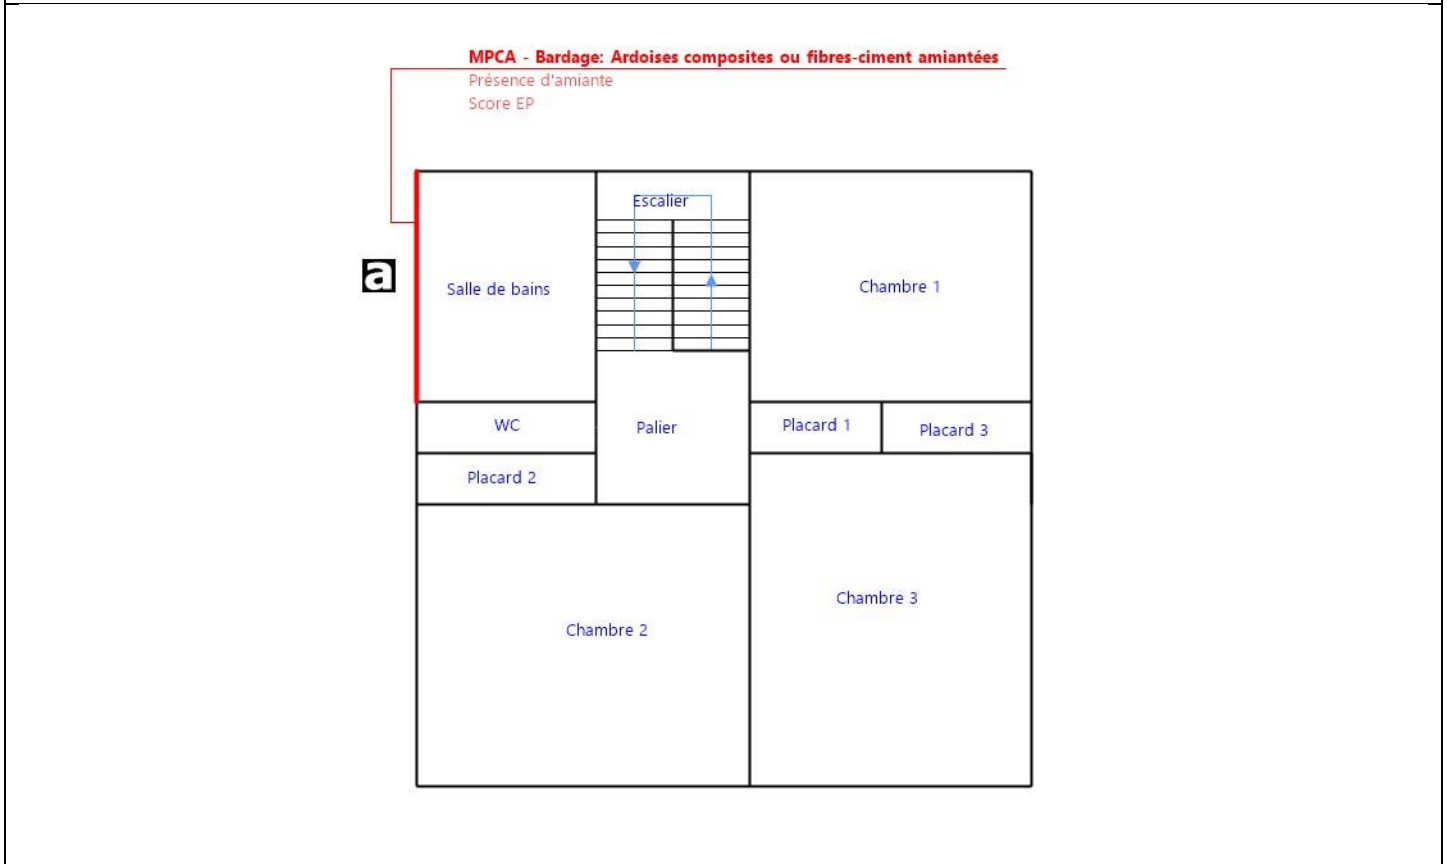 MPCA - Bardage: Ardoises composites ou fibres-ciment amiantées
Présence d'amiante
Score EP
Escalier
a
Salle de bains
Chambre 1
WC
Palier
Placard 1
Placard 3
Placard 2
Chambre 3
Chambre 2